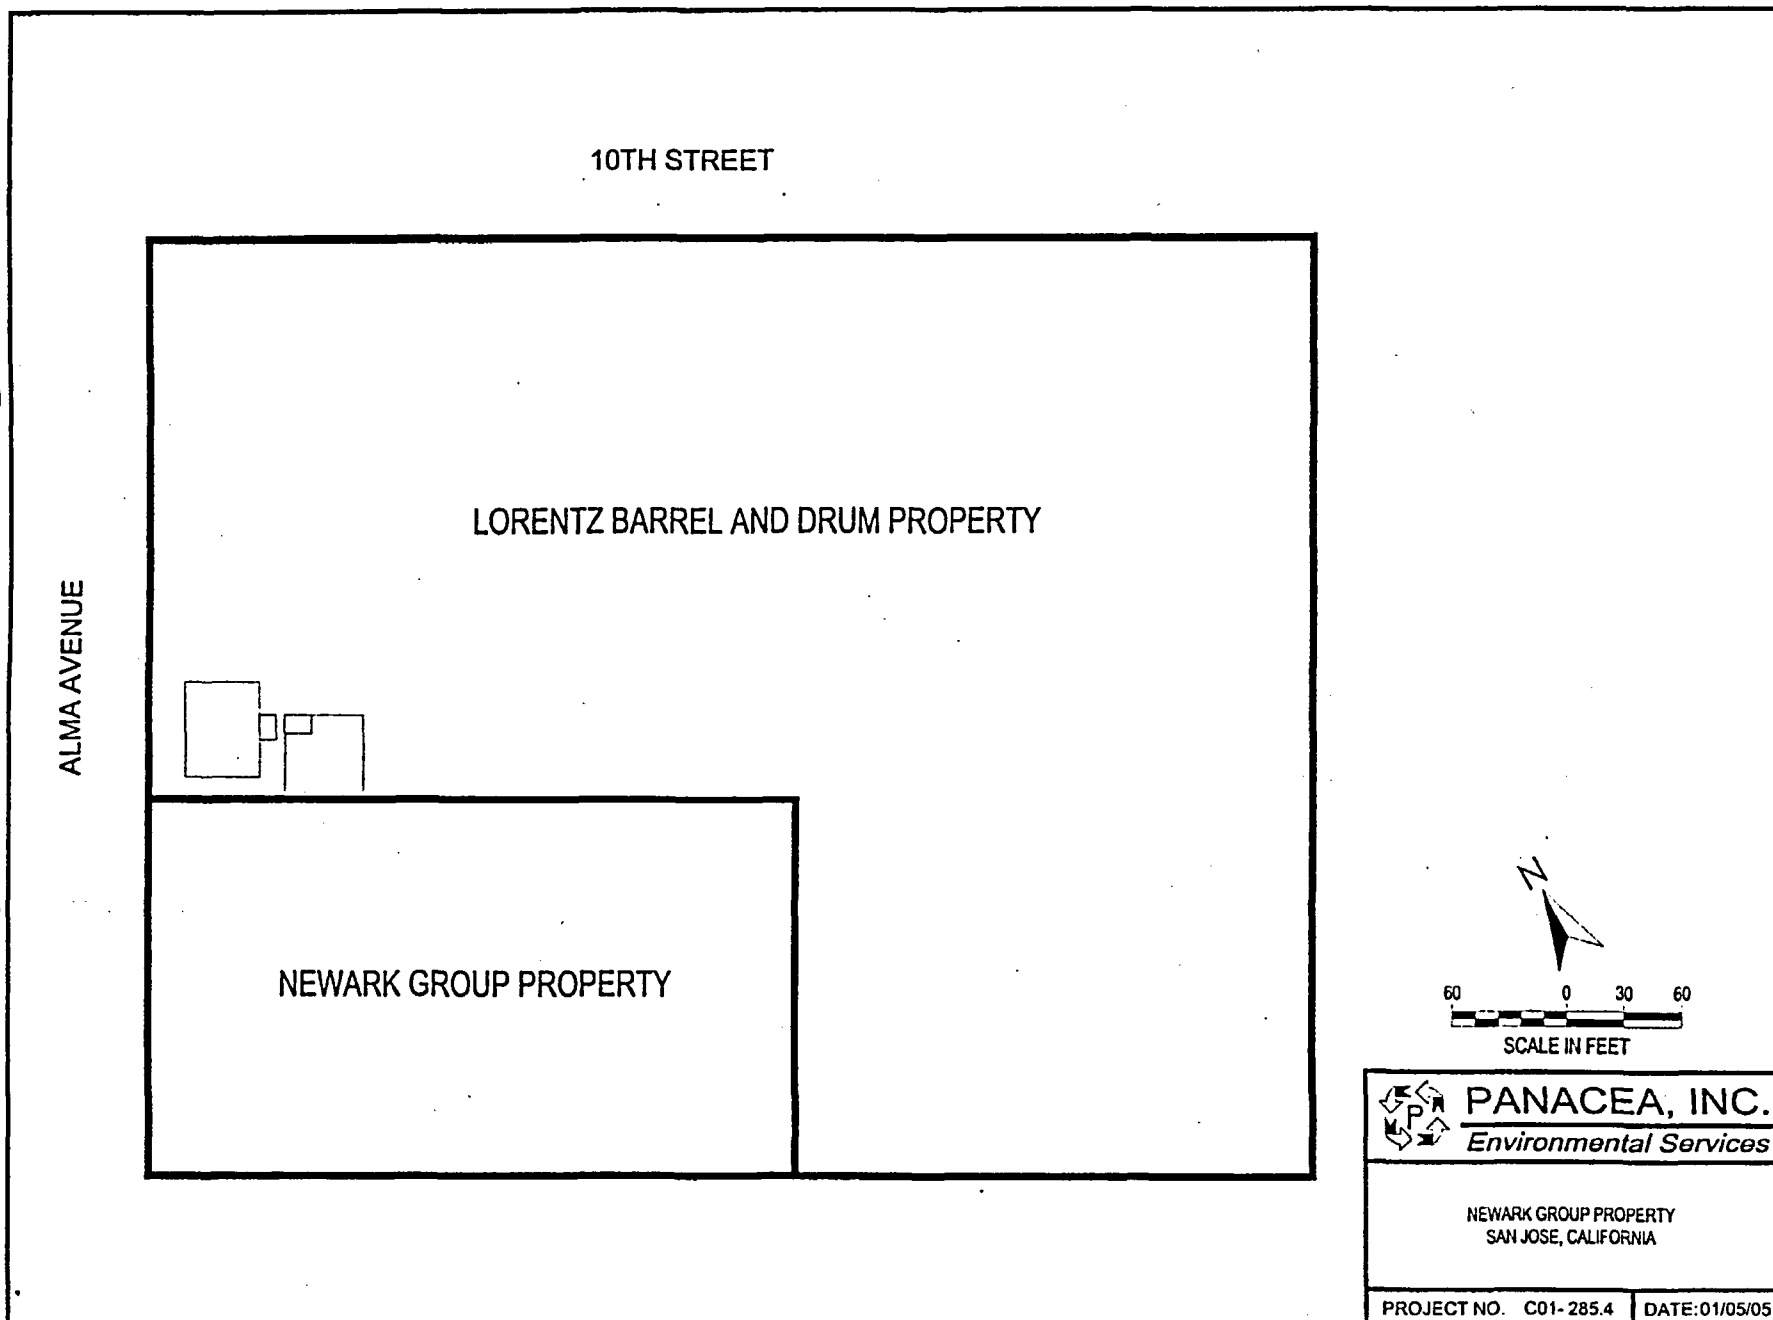 10TH STREET
LORENTZ BARREL AND DRUM PROPERTY
ALMA AVENUE
NEWARK GROUP PROPERTY
N
60 0 30 60
SCALE IN FEET
P
PANACEA, INC.
Environmental Services
NEWARK GROUP PROPERTY
SAN JOSE, CALIFORNIA
PROJECT NO. C01-285.4 DATE:01/05/05